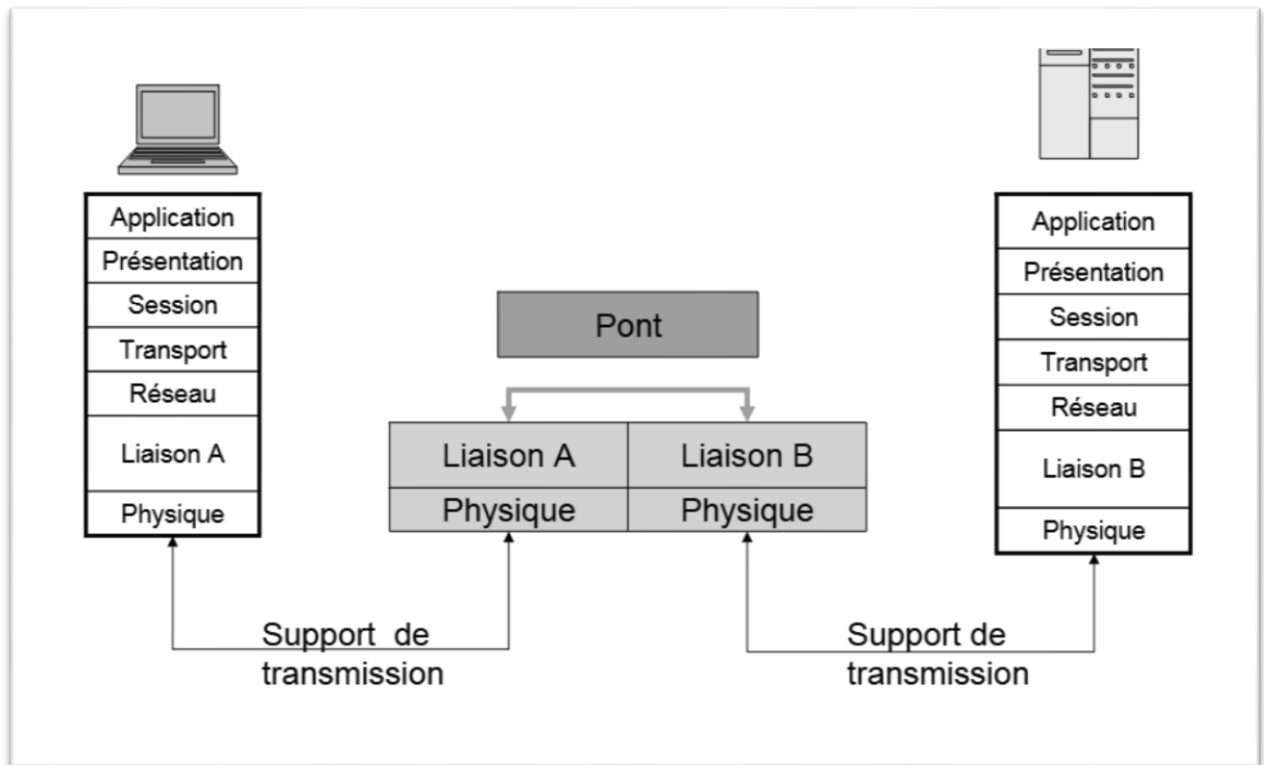 Application
Présentation
Session
Transport
Réseau
Liaison A
Physique
Pont
Liaison A
Liaison B
Physique
Physique
Application
Présentation
Session
Transport
Réseau
Liaison B
Physique
Support de
transmission
Support de
transmission